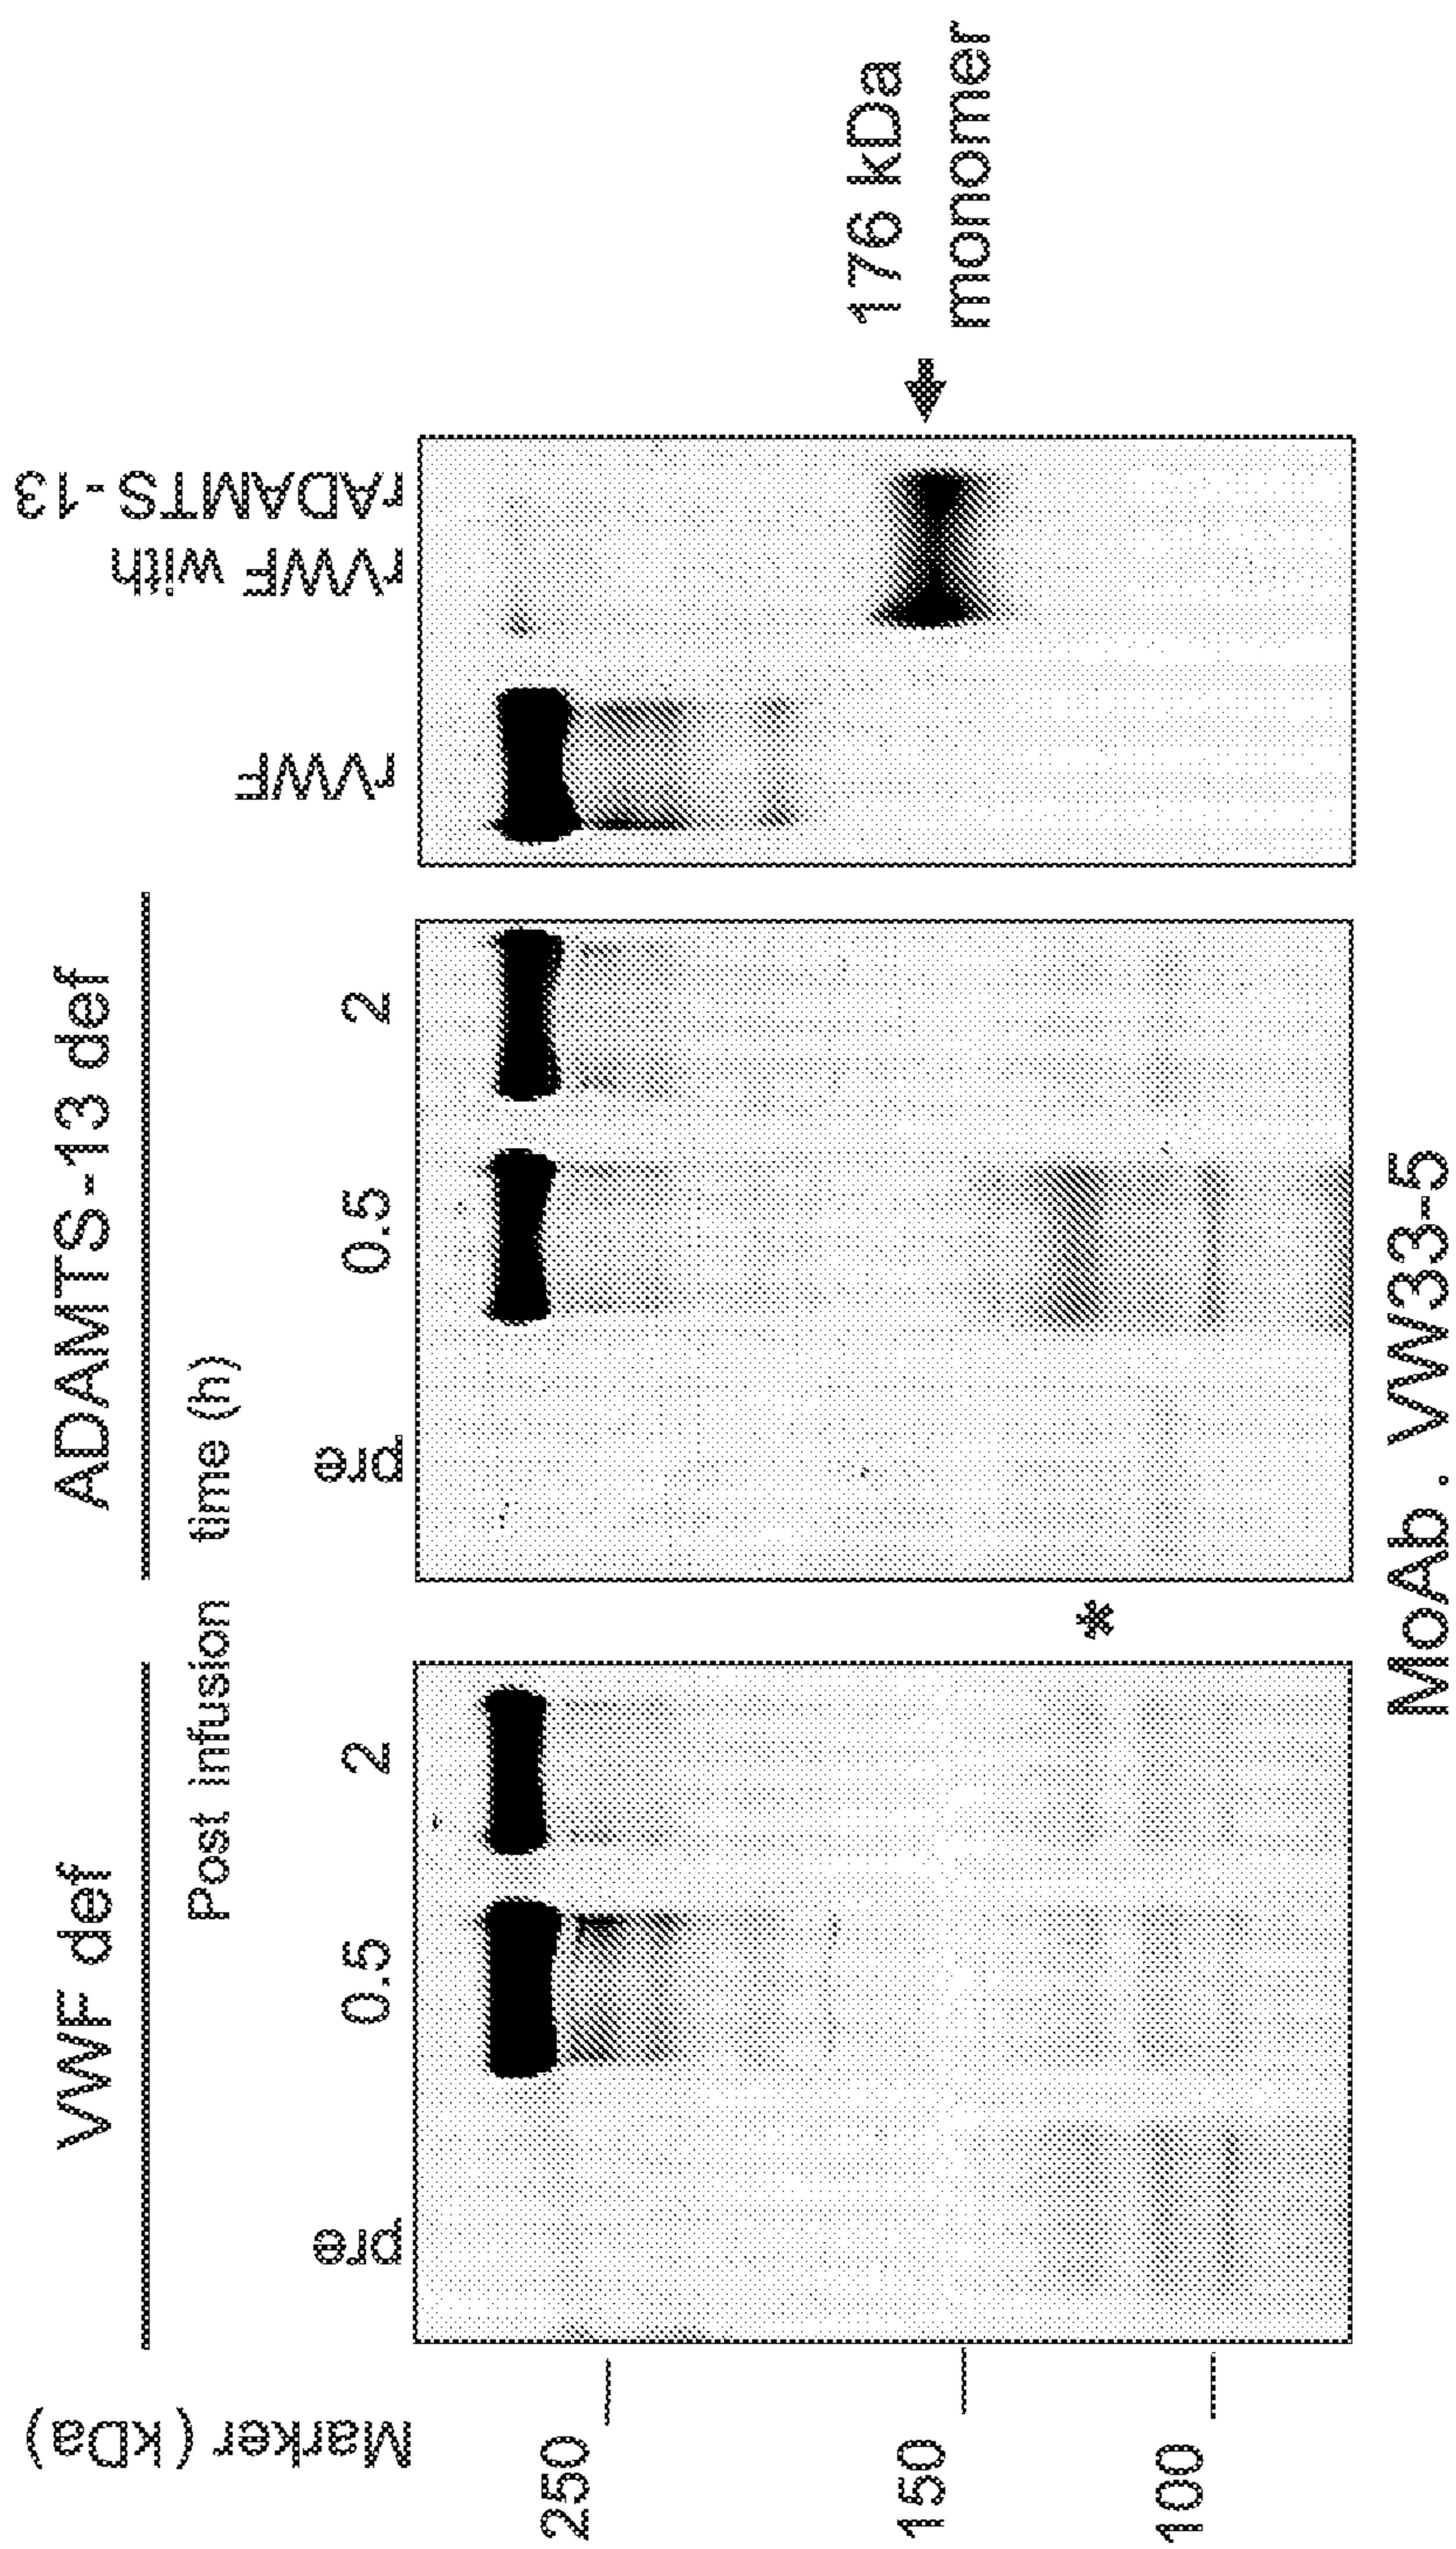 VWF def
ADAMTS-13 def
Post infusion time (h)
Marker (kDa)
pre
0.5
2
pre
0.5
2
rVWF
rVWF with
rADAMTS-13
250
150
100
*
176 kDa
monomer
MoAb. VW33-5